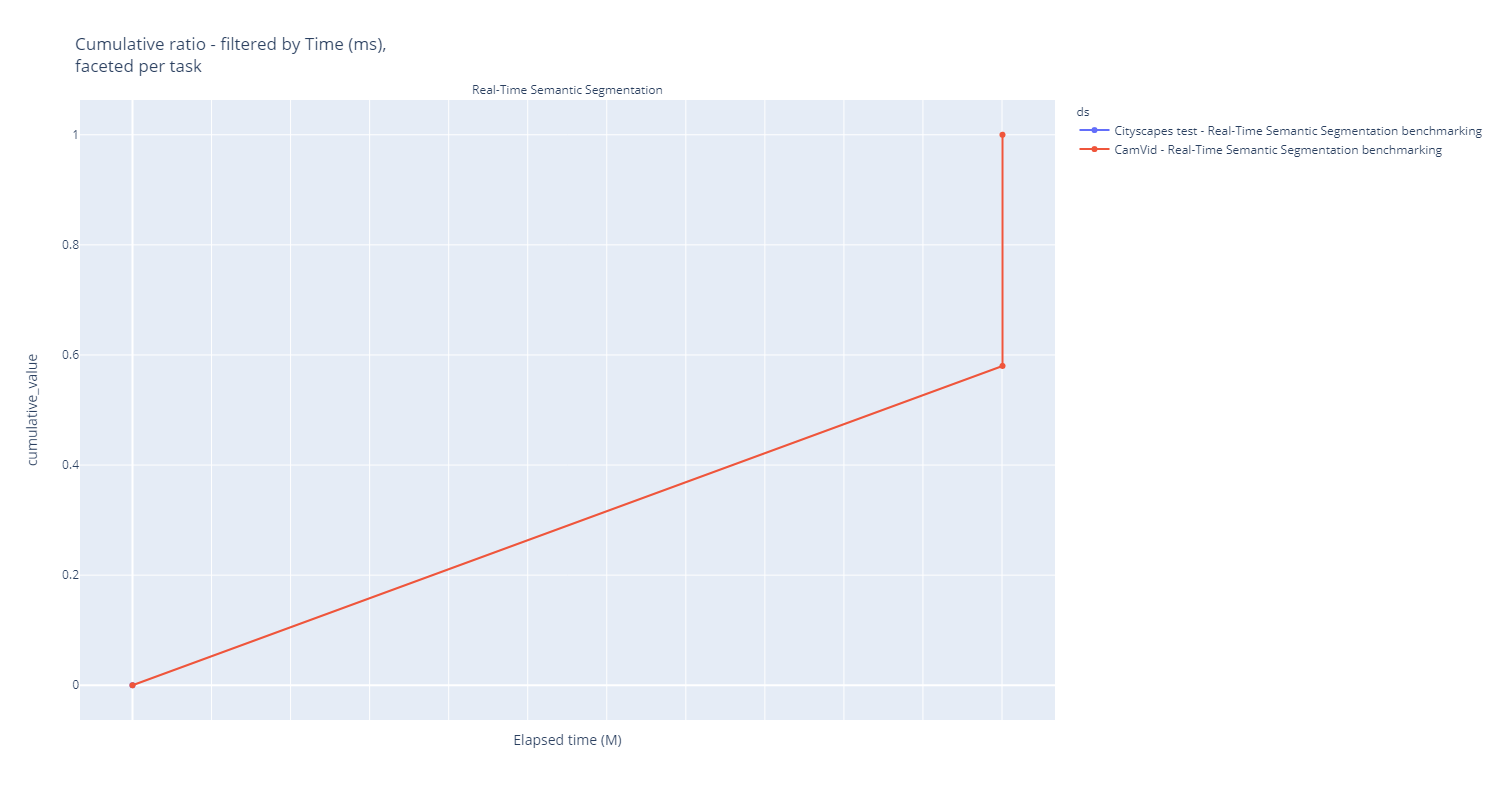 Cumulative ratio - filtered by Time (ms),
faceted per task
Real-Time Semantic Segmentation
ds
Cityscapes test - Real-Time Semantic Segmentation benchmarking
CamVid - Real-Time Semantic Segmentation benchmarking
1
0.8
0.6
0.4
0.2
0
cumulative_value
Elapsed time (M)